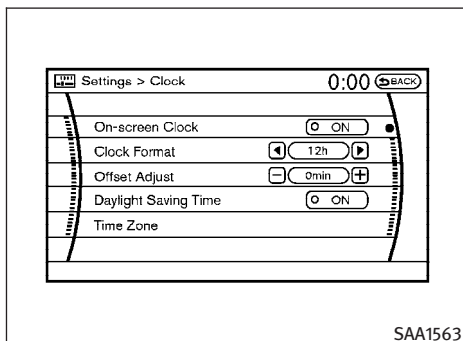 Settings > Clock 0:00 BACK
On-screen Clock ON
Clock Format 12h
Offset Adjust 0min
Daylight Saving Time ON
Time Zone
SAA1563